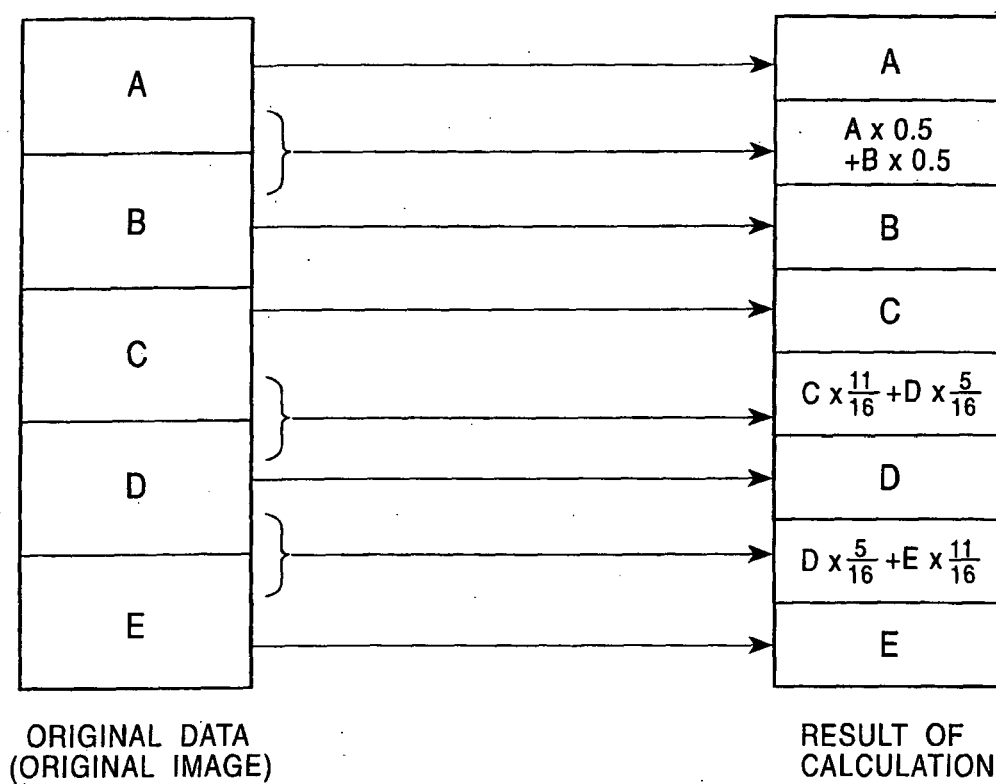 A
B
C
D
E
ORIGINAL DATA
(ORIGINAL IMAGE)
A
A x 0.5
+B x 0.5
B
C
C x 11/16 +D x 5/16
D
D x 5/16 +E x 11/16
E
RESULT OF
CALCULATION